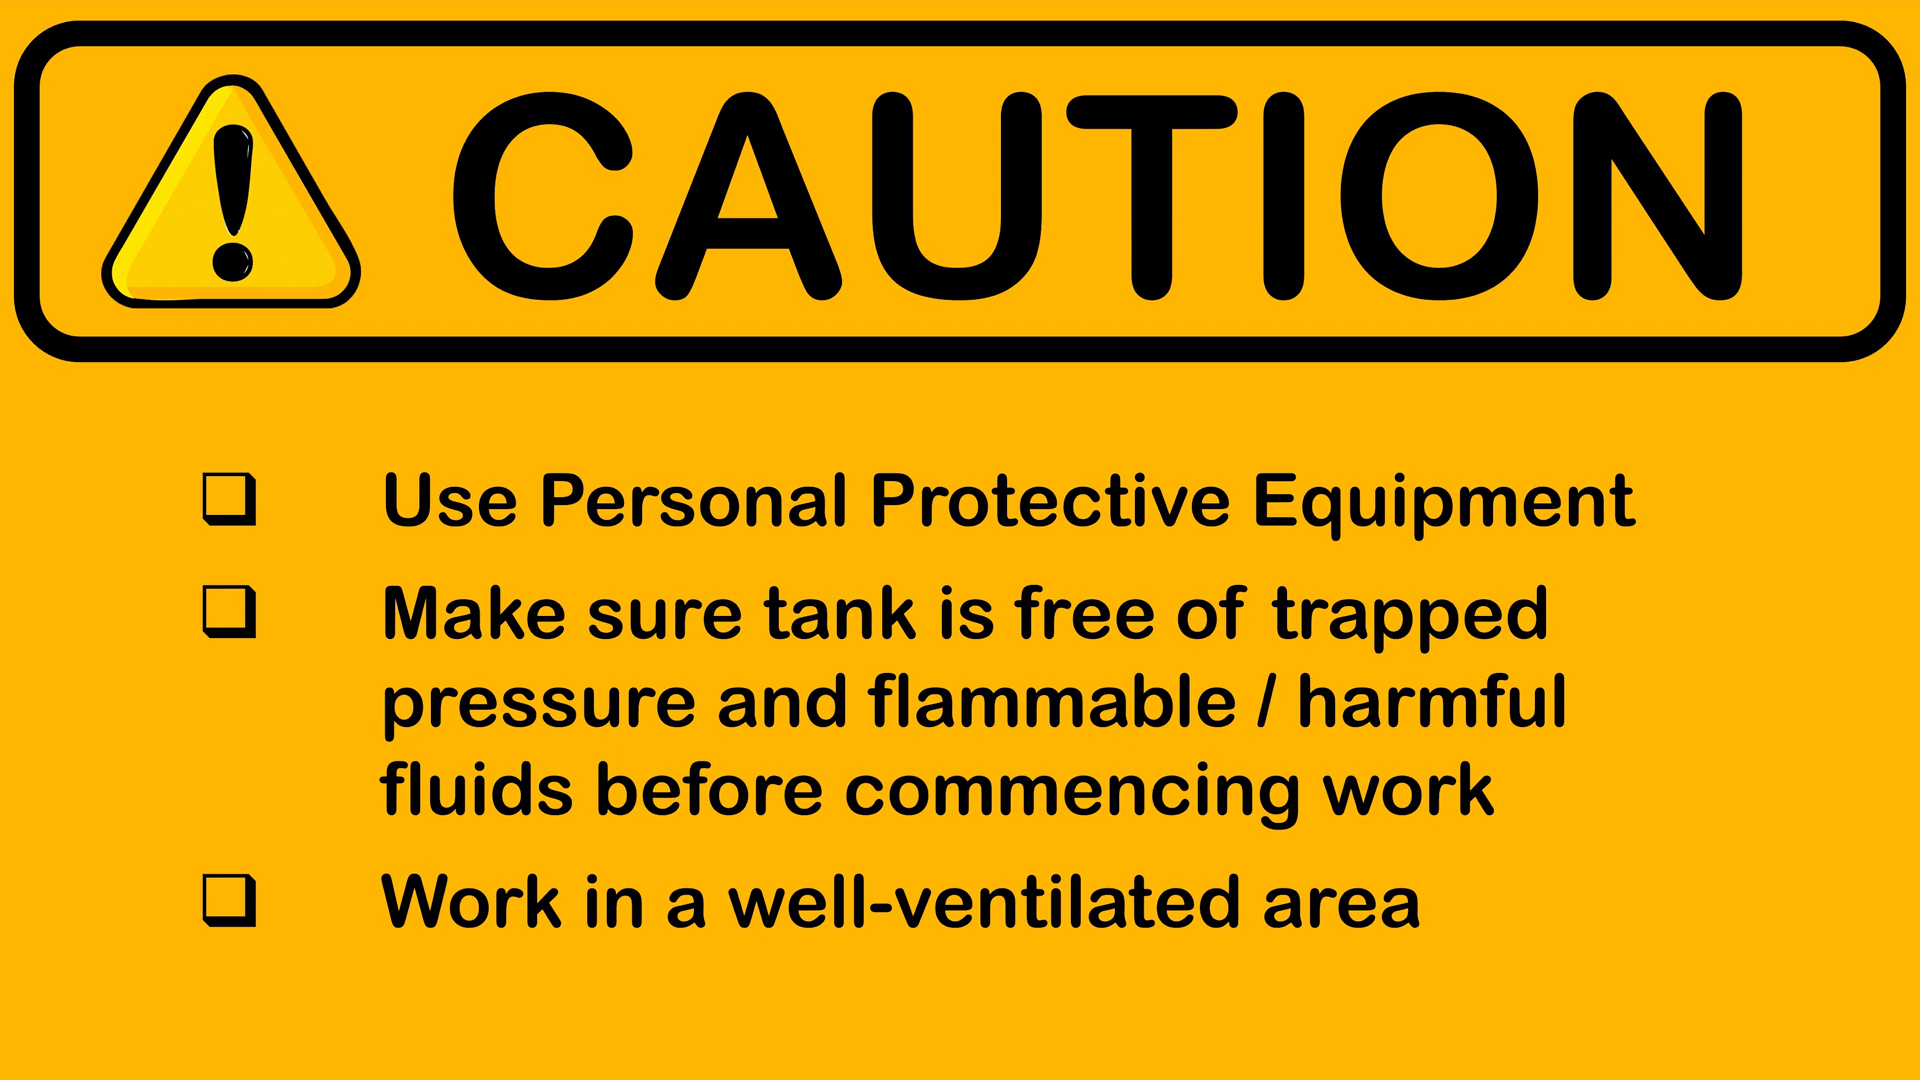 CAUTION
Use Personal Protective Equipment
Make sure tank is free of trapped
pressure and flammable / harmful
fluids before commencing work
Work in a well-ventilated area